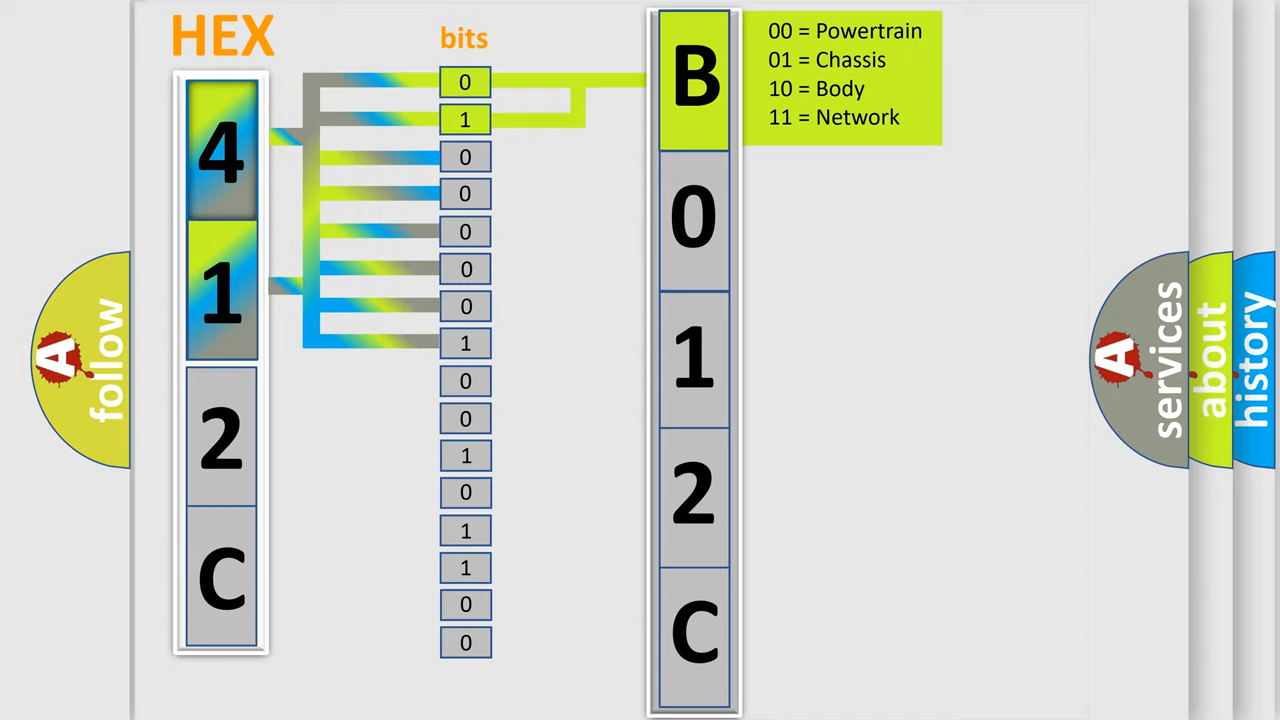 HEX
bits
4
1
2
C
0
1
0
0
0
0
0
1
0
0
1
0
1
1
0
0
B
0
1
2
C
00 = Powertrain
01 = Chassis
10 = Body
11 = Network
A follow
A services
about
history